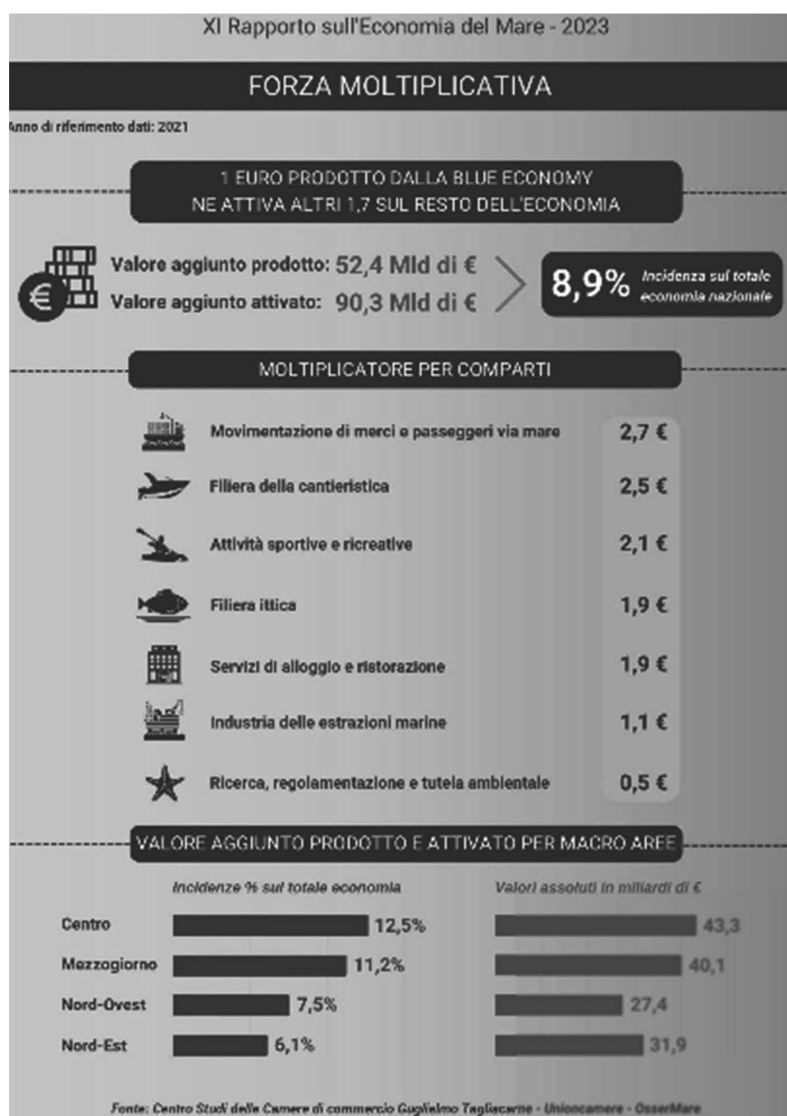 XI Rapporto sull'Economia del Mare - 2023
FORZA MOLTIPLICATIVA
Anno di riferimento dati: 2021
1 EURO PRODOTTO DALLA BLUE ECONOMY
NE ATTIVA ALTRI 1,7 SUL RESTO DELL'ECONOMIA
Valore aggiunto prodotto: 52,4 Mld di €
Valore aggiunto attivato: 90,3 Mld di €
8,9% Incidenza sul totale
economia nazionale
MOLTIPLICATORE PER COMPARTI
Movimentazione di merci e passeggeri via mare 2,7 €
Filiera della cantieristica 2,5 €
Attività sportive e ricreative 2,1 €
Filiera ittica 1,9 €
Servizi di alloggio e ristorazione 1,9 €
Industria delle estrazioni marine 1,1 €
Ricerca, regolamentazione e tutela ambientale 0,5 €
VALORE AGGIUNTO PRODOTTO E ATTIVATO PER MACRO AREE
Incidenze % sul totale economia Valori assoluti in miliardi di €
Centro 12,5% 43,3
Mezzogiorno 11,2% 40,1
Nord-Ovest 7,5% 27,4
Nord-Est 6,1% 31,9
Fonte: Centro Studi delle Camere di commercio Guglielmo Tagliacarne - Unioncamere - OsserMare